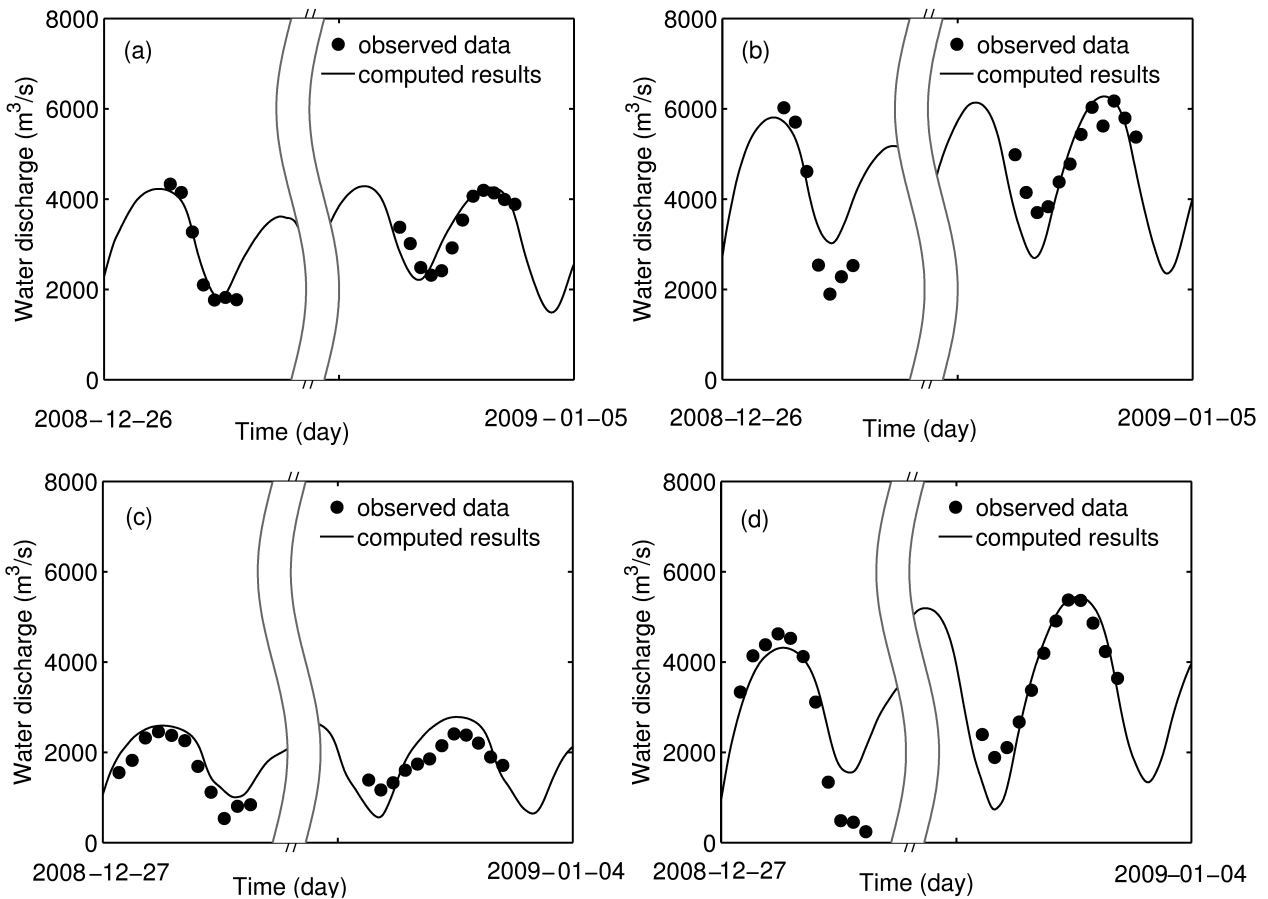 8000
(a)
observed data
computed results
6000
4000
2000
0
Water discharge (m³/s)
2008−12−26
Time (day)
2009−01−05
8000
(b)
observed data
computed results
6000
4000
2000
0
Water discharge (m³/s)
2008−12−26
Time (day)
2009−01−05
8000
(c)
observed data
computed results
6000
4000
2000
0
Water discharge (m³/s)
2008−12−27
Time (day)
2009−01−04
8000
(d)
observed data
computed results
6000
4000
2000
0
Water discharge (m³/s)
2008−12−27
Time (day)
2009−01−04